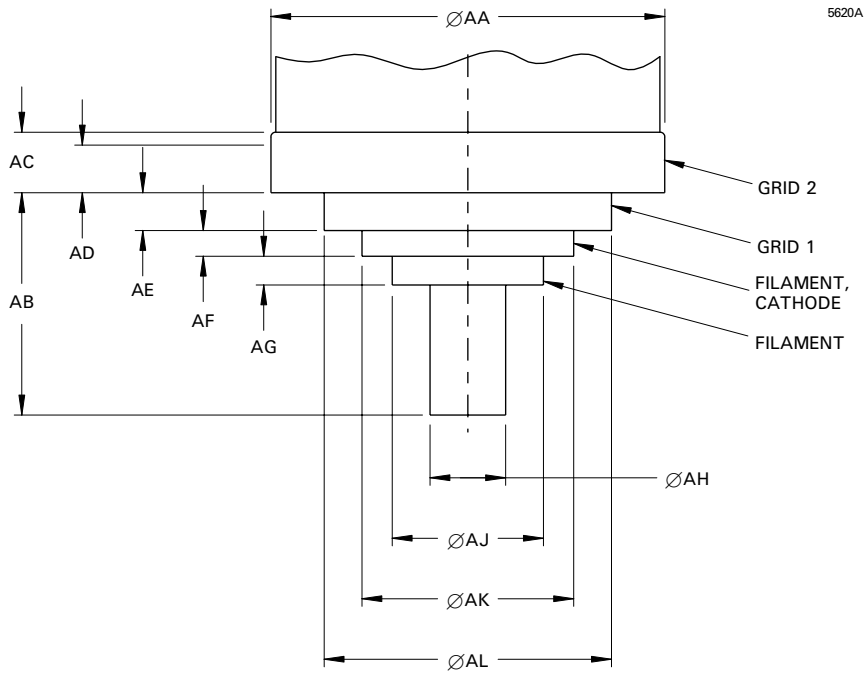 5620A
∅AA
AC
GRID 2
GRID 1
AD
FILAMENT,
CATHODE
AE
AB
AF
FILAMENT
AG
∅AH
∅AJ
∅AK
∅AL